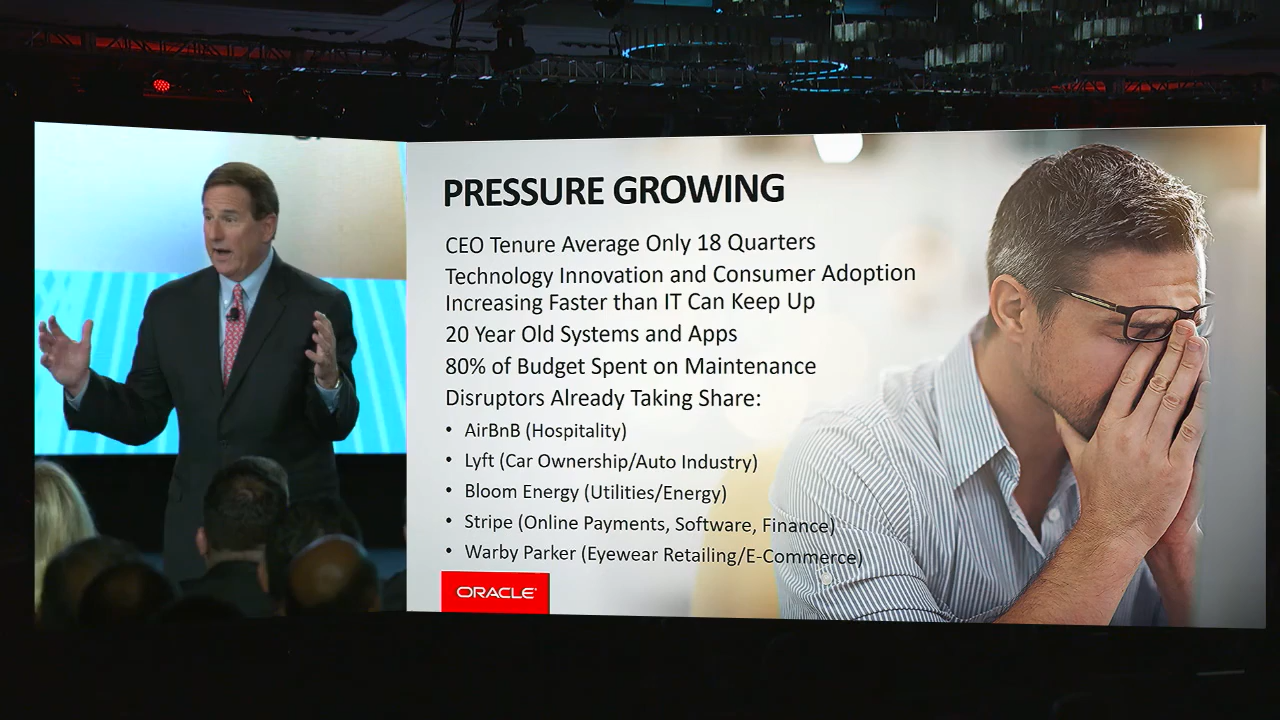 PRESSURE GROWING
CEO Tenure Average Only 18 Quarters
Technology Innovation and Consumer Adoption
Increasing Faster than IT Can Keep Up
20 Year Old Systems and Apps
80% of Budget Spent on Maintenance
Disruptors Already Taking Share:
• AirBnB (Hospitality)
• Lyft (Car Ownership/Auto Industry)
• Bloom Energy (Utilities/Energy)
• Stripe (Online Payments, Software, Finance)
• Warby Parker (Eyewear Retailing/E-Commerce)
ORACLE